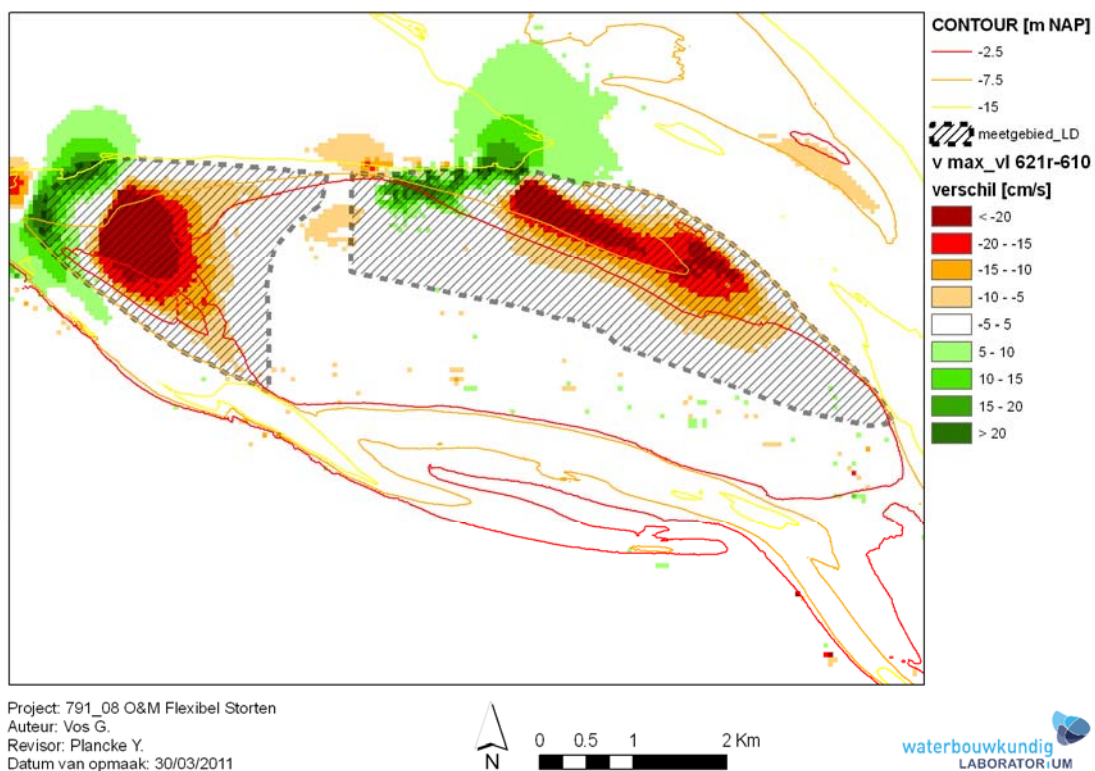 CONTOUR [m NAP]
-2.5
-7.5
-15
meetgebied_LD
v max_vl 621r-610
verschil [cm/s]
< -20
-20 - -15
-15 - -10
-10 - -5
-5 - 5
5 - 10
10 - 15
15 - 20
> 20
Project: 791_08 O&M Flexibel Storten
Auteur: Vos G.
Revisor: Plancke Y.
Datum van opmaak: 30/03/2011
N
0 0.5 1 2 Km
waterbouwkundig
LABORATORIUM